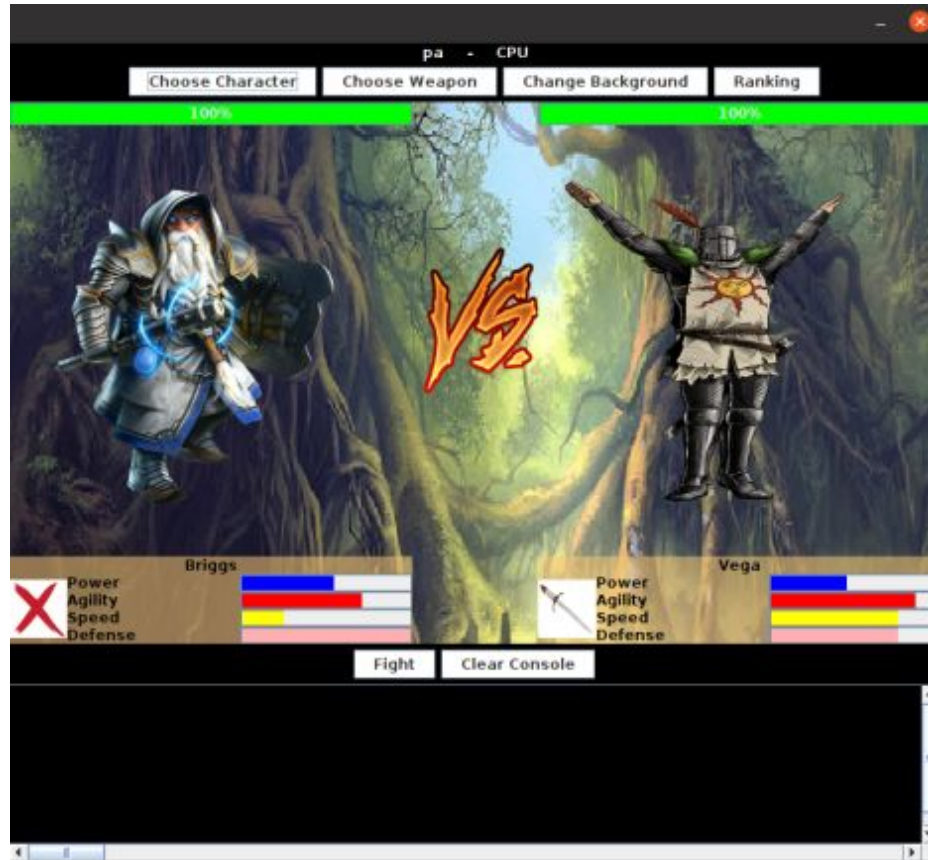 pa - CPU
Choose Character Choose Weapon Change Background Ranking
100% 100%
VS.
Briggs Vega
Power Power
Agility Agility
Speed Speed
Defense Defense
Fight Clear Console